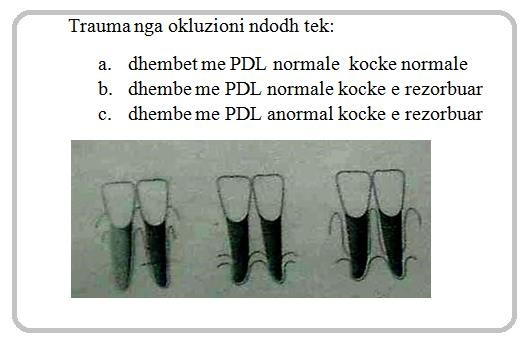 Trauma nga okluzioni ndodh tek:
a. dhembet me PDL normale kocke normale
b. dhembe me PDL normale kocke e rezorbuar
c. dhembe me PDL anormal kocke e rezorbuar